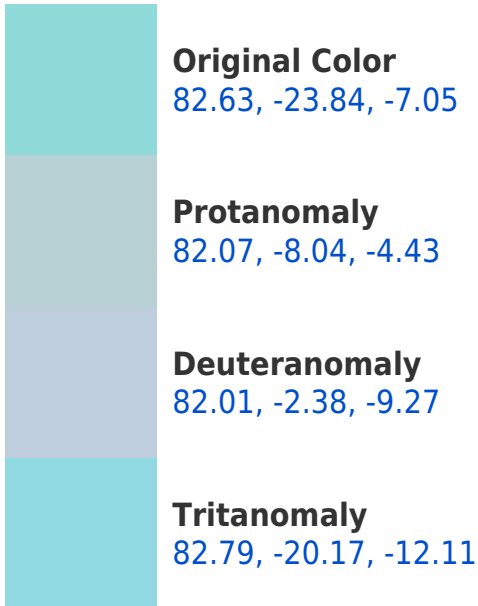 Original Color
82.63, -23.84, -7.05
Protanomaly
82.07, -8.04, -4.43
Deuteranomaly
82.01, -2.38, -9.27
Tritanomaly
82.79, -20.17, -12.11